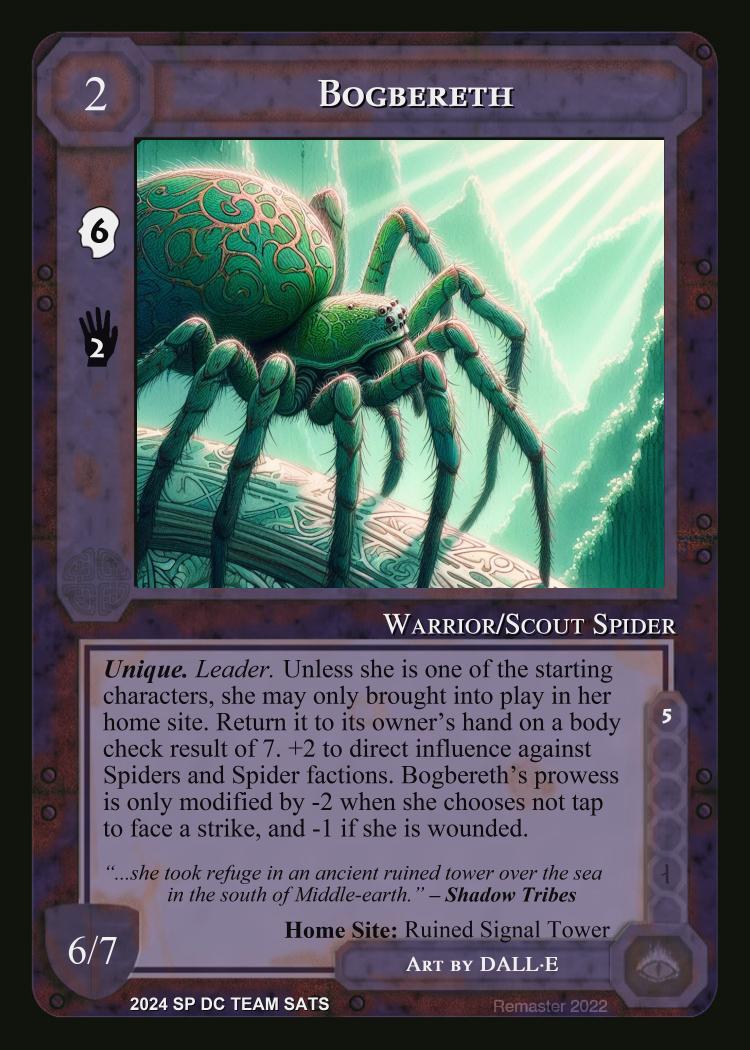 2
BOGBERETH
6
2
WARRIOR/SCOUT SPIDER
Unique. Leader. Unless she is one of the starting
characters, she may only brought into play in her
home site. Return it to its owner's hand on a body
check result of 7. +2 to direct influence against
Spiders and Spider factions. Bogbereth's prowess
is only modified by -2 when she chooses not tap
to face a strike, and -1 if she is wounded.
5
“...she took refuge in an ancient ruined tower over the sea
in the south of Middle-earth.” – Shadow Tribes
Home Site: Ruined Signal Tower
6/7
ART BY DALL·E
2024 SP DC TEAM SATS
Remaster 2022